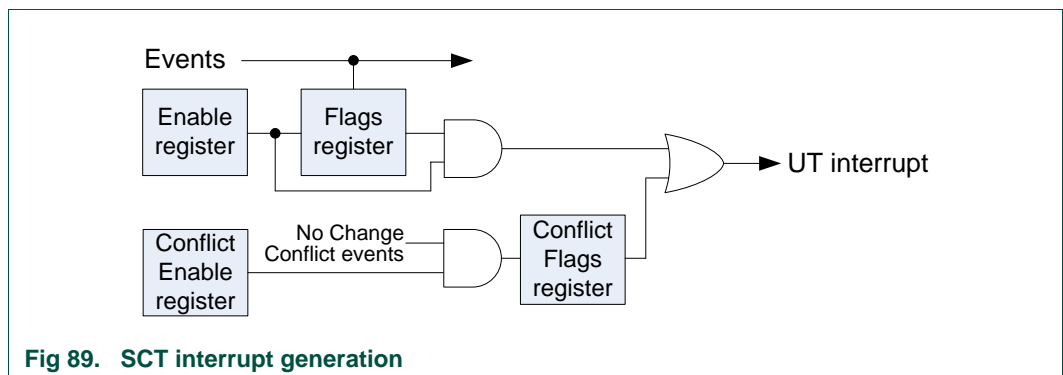 Events
Enable
register
Flags
register
UT interrupt
No Change
Conflict events
Conflict
Enable
register
Conflict
Flags
register
Fig 89. SCT interrupt generation